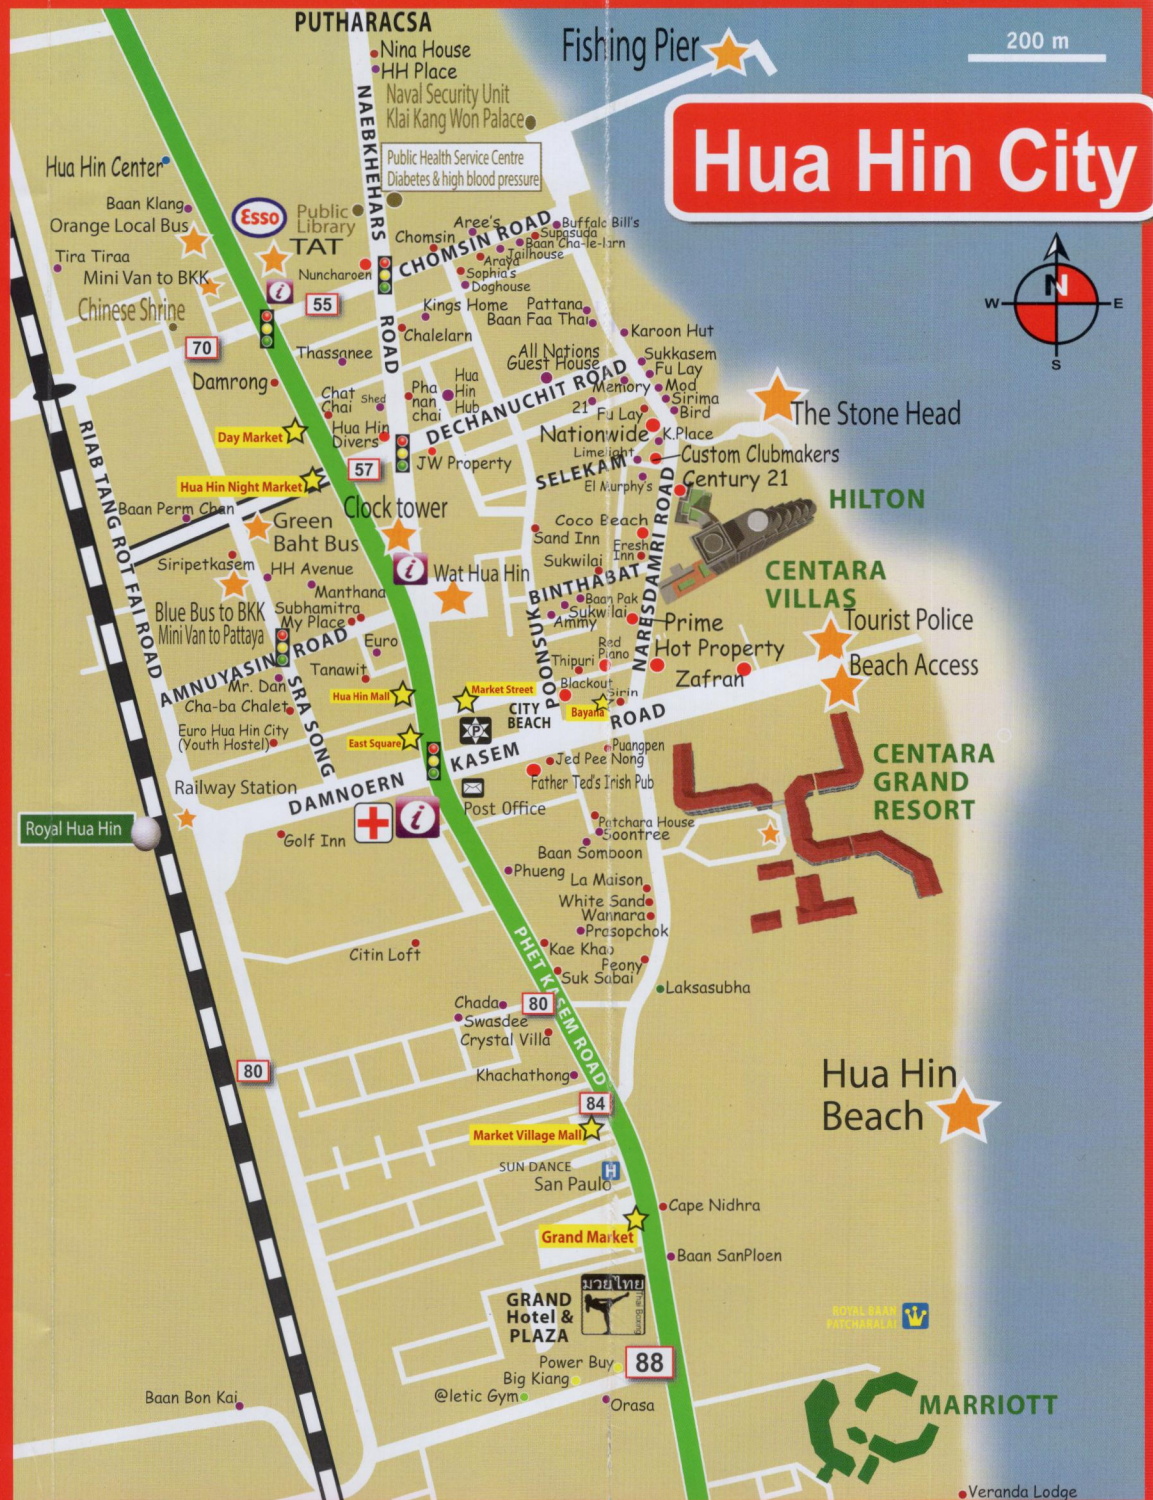 PUTHARACSA
Nina House
HH Place
Naval Security Unit
Klai Kang Won Palace
Fishing Pier
200 m
Hua Hin City
Public Health Service Centre
Diabetes & high blood pressure
NAEBKHEHARS
ROAD
Hua Hin Center
Baan Klang
Orange Local Bus
Tira Tiraa
Mini Van to BKK
Chinese Shrine
Esso
Public
Library
TAT
Nuncharoen
i
55
70
Chomsin
Aree's
CHOMSIN ROAD
Buffalo Bill's
Supasuda
Baan Cha-le-larn
Jailhouse
Araya
Sophia's
Doghouse
N
W
E
S
Kings Home
Pattana
Baan Faa Thai
Chalelarn
Karoon Hut
Thassanee
All Nations
Guest House
Sukkasem
Fu Lay
Damrong
Chat
Chai
Shed
Pha
nan
chai
Hua
Hin
Hub
DECHANUCHIT ROAD
Memory
Mod
Sirima
Bird
21
Fu Lay
The Stone Head
Day Market
Hua Hin
Divers
Nationwide
K.Place
57
JW Property
Limelight
Custom Clubmakers
SELEKAM
El Murphy's
Century 21
Hua Hin Night Market
HILTON
RIAB TANG ROT FAI ROAD
Baan Perm Chan
Green
Baht Bus
Clock tower
Coco Beach
Sand Inn
Fresh
Inn
NARESDAMRI ROAD
Siripetkasem
HH Avenue
i
Wat Hua Hin
Sukwilai
BINTHABAT
CENTARA
VILLAS
Manthana
Blue Bus to BKK
Mini Van to Pattaya
Subhamitra
My Place
Baan Pak
Sukwilai
Ammy
POONSUK
Prime
Tourist Police
AMNUYASIN ROAD
Euro
Red
Piano
Hot Property
Beach Access
Tanawit
Thipuri
Zafran
Mr. Dan
Cha-ba Chalet
SRA SONG
Hua Hin Mall
Market Street
Blackout
Sirin
Bayana
Euro Hua Hin City
(Youth Hostel)
East Square
P
CITY
BEACH
ROAD
KASEM
DAMNOERN
Puangpen
Jed Pee Nong
Father Ted's Irish Pub
CENTARA
GRAND
RESORT
Railway Station
Post Office
Royal Hua Hin
Golf Inn
i
Patchara House
Soontree
Baan Somboon
Phueng
La Maison
White Sand
Wannara
Prasopchok
Citin Loft
Kae Khao
Peony
Suk Sabai
PHET KASEM ROAD
Laksasubha
Chada
80
Swasdee
Crystal Villa
80
Khachathong
Hua Hin
Beach
84
Market Village Mall
SUN DANCE
H
San Paulo
Cape Nidhra
Grand Market
Baan SanPloen
มวยไทย
Thai Boxing
GRAND
Hotel &
PLAZA
ROYAL BAAN
PATCHARALAI
Power Buy
88
Big Kiang
@letic Gym
Orasa
Baan Bon Kai
MARRIOTT
Veranda Lodge